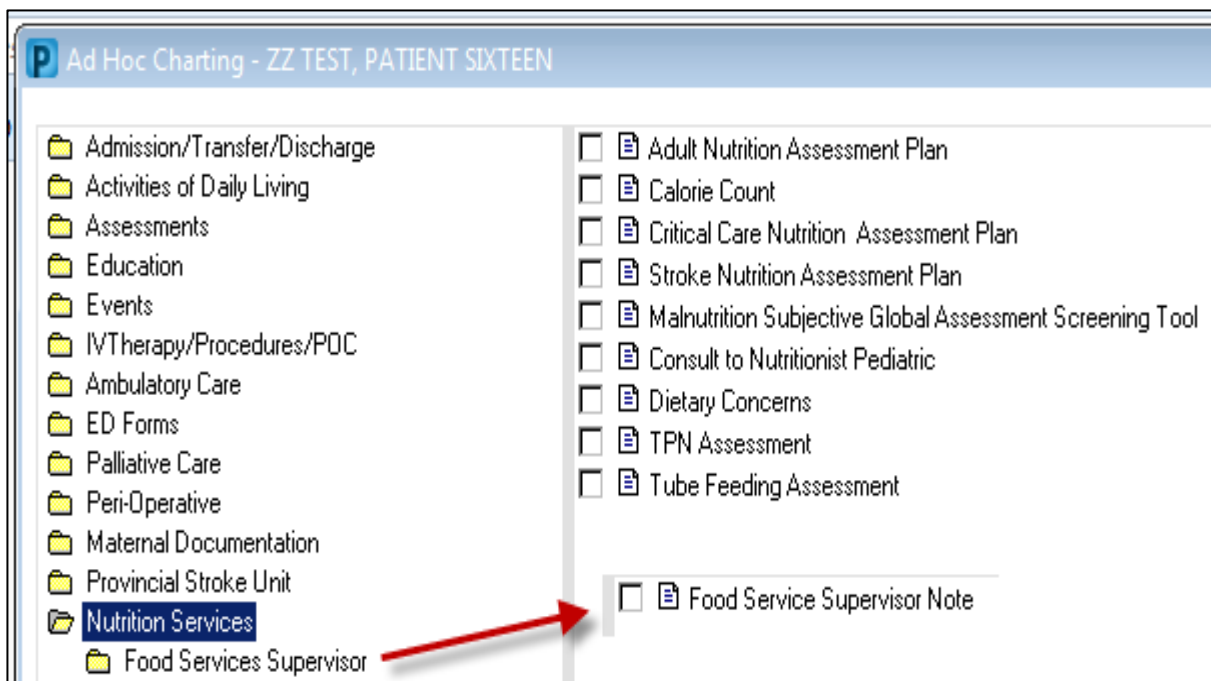 P Ad Hoc Charting - ZZ TEST, PATIENT SIXTEEN
Admission/Transfer/Discharge
Activities of Daily Living
Assessments
Education
Events
IVTherapy/Procedures/POC
Ambulatory Care
ED Forms
Palliative Care
Peri-Operative
Maternal Documentation
Provincial Stroke Unit
Nutrition Services
Food Services Supervisor
Adult Nutrition Assessment Plan
Calorie Count
Critical Care Nutrition Assessment Plan
Stroke Nutrition Assessment Plan
Malnutrition Subjective Global Assessment Screening Tool
Consult to Nutritionist Pediatric
Dietary Concerns
TPN Assessment
Tube Feeding Assessment
Food Service Supervisor Note